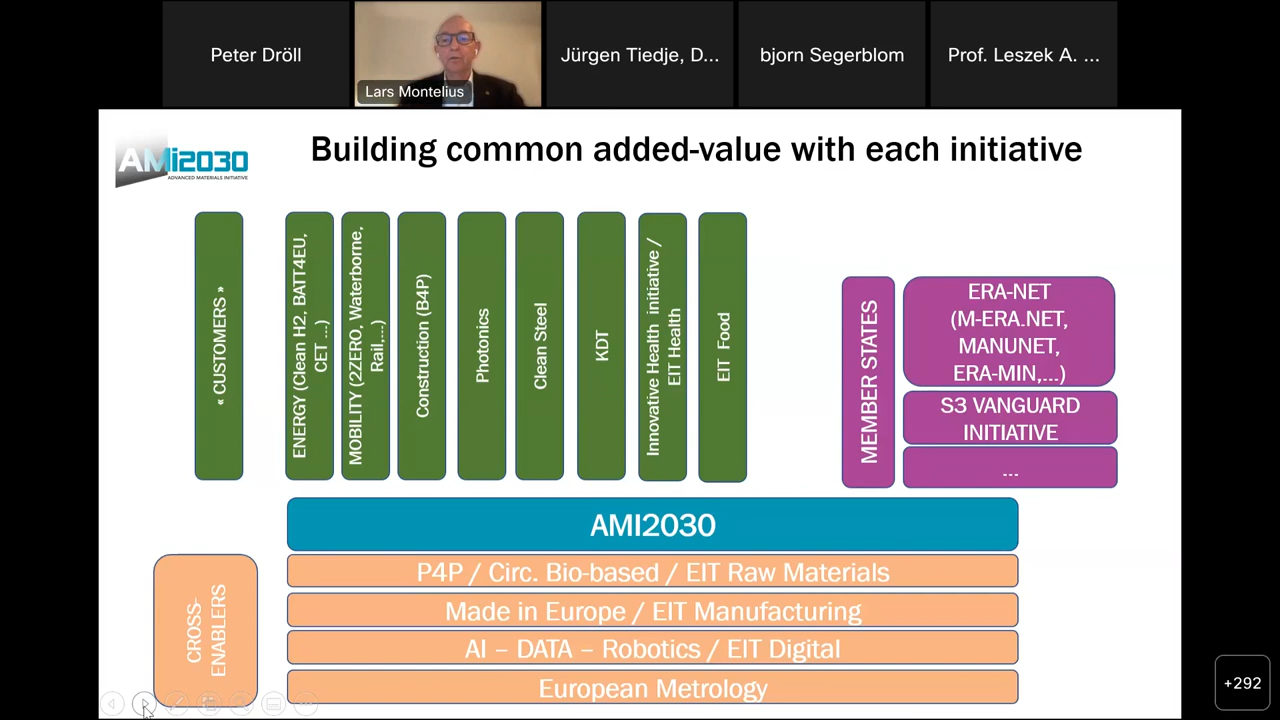 Peter Dröll
Lars Montelius
Jürgen Tiedje, D...
bjorn Segerblom
Prof. Leszek A. ...
AMi2030
ADVANCED MATERIALS INITIATIVE
Building common added-value with each initiative
« CUSTOMERS »
ENERGY (Clean H2, BATT4EU,
CET ...)
MOBILITY (2ZERO, Waterborne,
Rail,...)
Construction (B4P)
Photonics
Clean Steel
KDT
Innovative Health initiative /
EIT Health
EIT Food
MEMBER STATES
ERA-NET
(M-ERA.NET,
MANUNET,
ERA-MIN,...)
S3 VANGUARD
INITIATIVE
...
AMI2030
CROSS-
ENABLERS
P4P / Circ. Bio-based / EIT Raw Materials
Made in Europe / EIT Manufacturing
AI – DATA – Robotics / EIT Digital
European Metrology
+292